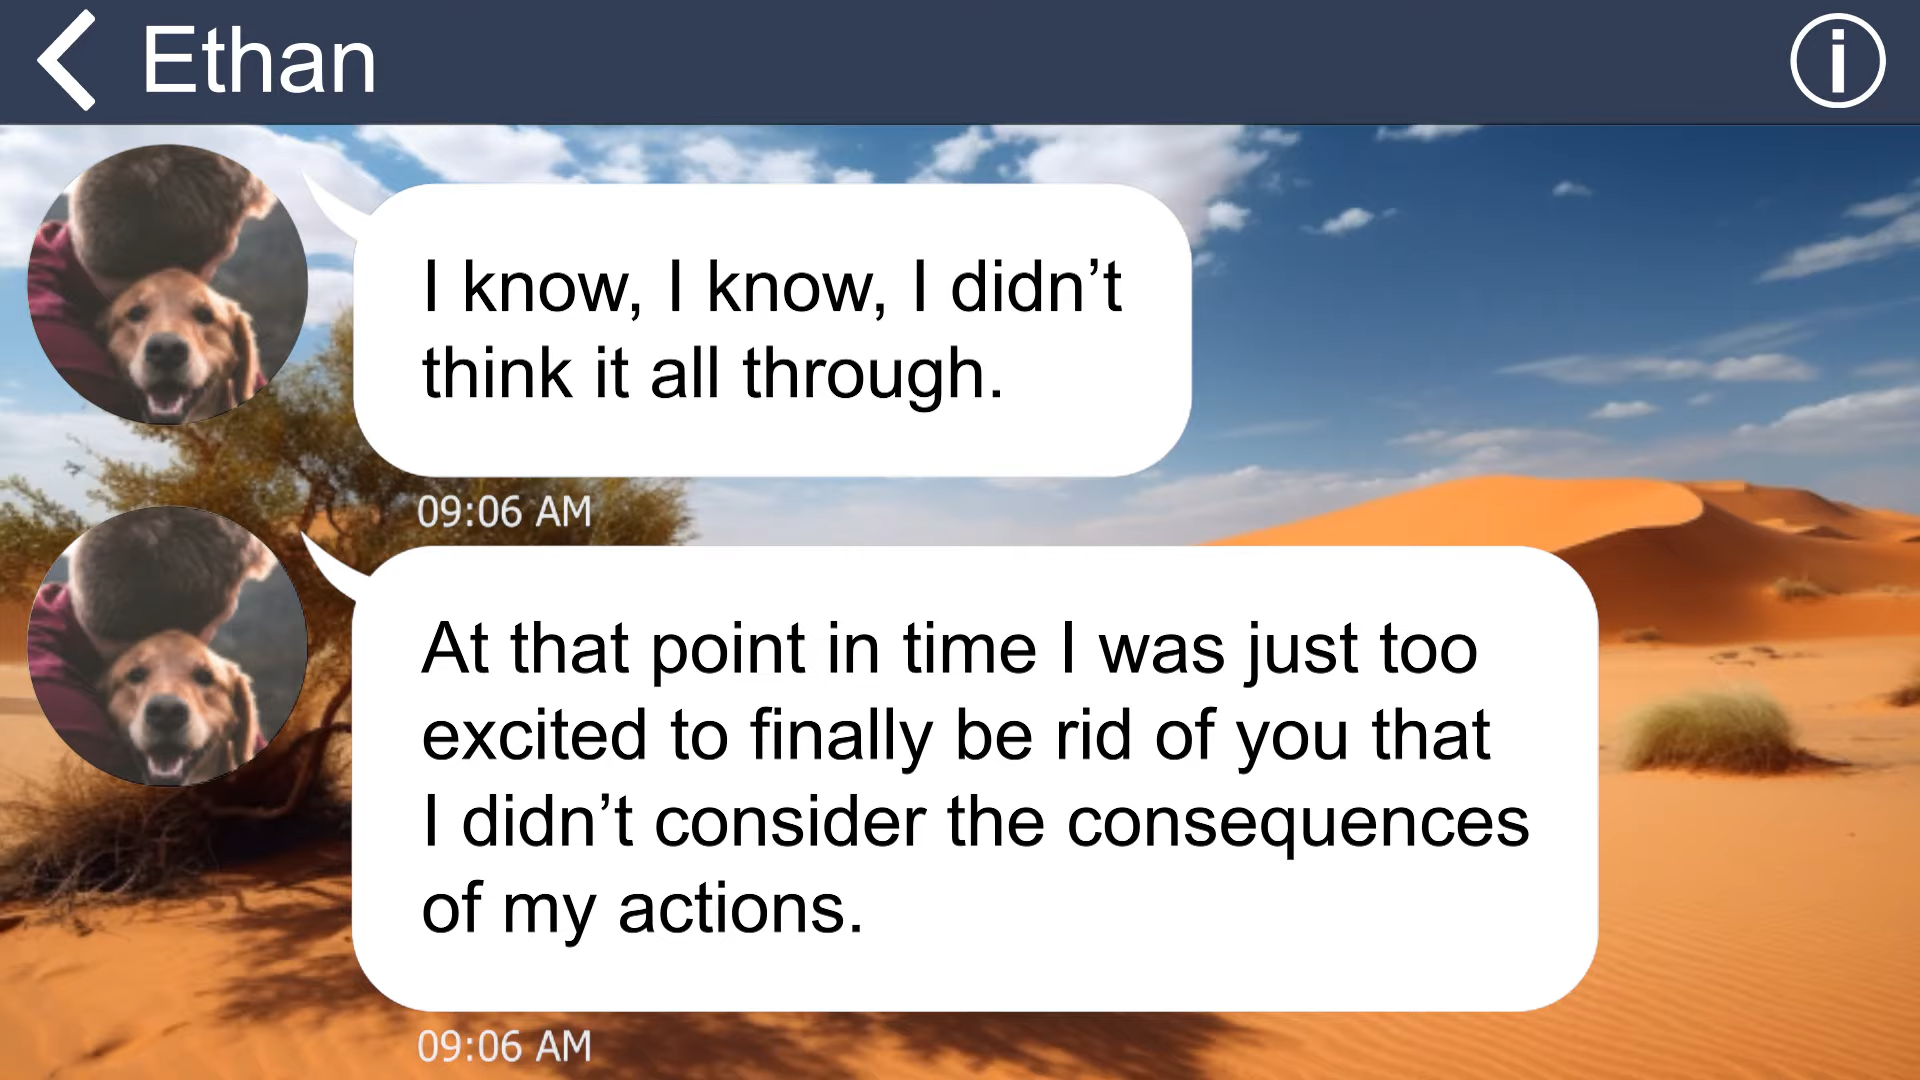 Ethan
I know, I know, I didn’t
think it all through.
09:06 AM
At that point in time I was just too
excited to finally be rid of you that
I didn’t consider the consequences
of my actions.
09:06 AM